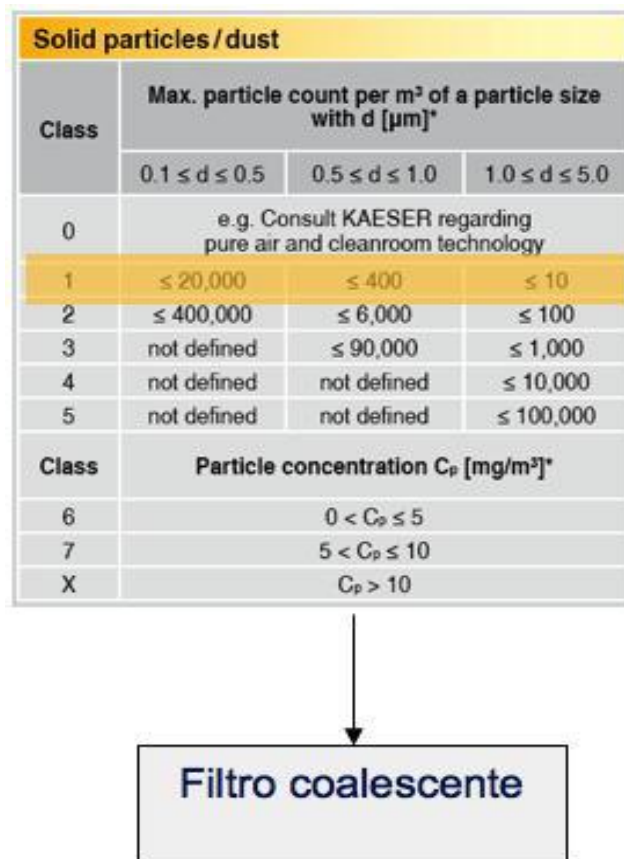 Solid particles/dust
Class
Max. particle count per m³ of a particle size
with d [µm]*
0.1 ≤ d ≤ 0.5 0.5 ≤ d ≤ 1.0 1.0 ≤ d ≤ 5.0
0 e.g. Consult KAESER regarding
pure air and cleanroom technology
1 ≤ 20,000 ≤ 400 ≤ 10
2 ≤ 400,000 ≤ 6,000 ≤ 100
3 not defined ≤ 90,000 ≤ 1,000
4 not defined not defined ≤ 10,000
5 not defined not defined ≤ 100,000
Class Particle concentration Cₚ [mg/m³]*
6 0 < Cₚ ≤ 5
7 5 < Cₚ ≤ 10
X Cₚ > 10
Filtro coalescente